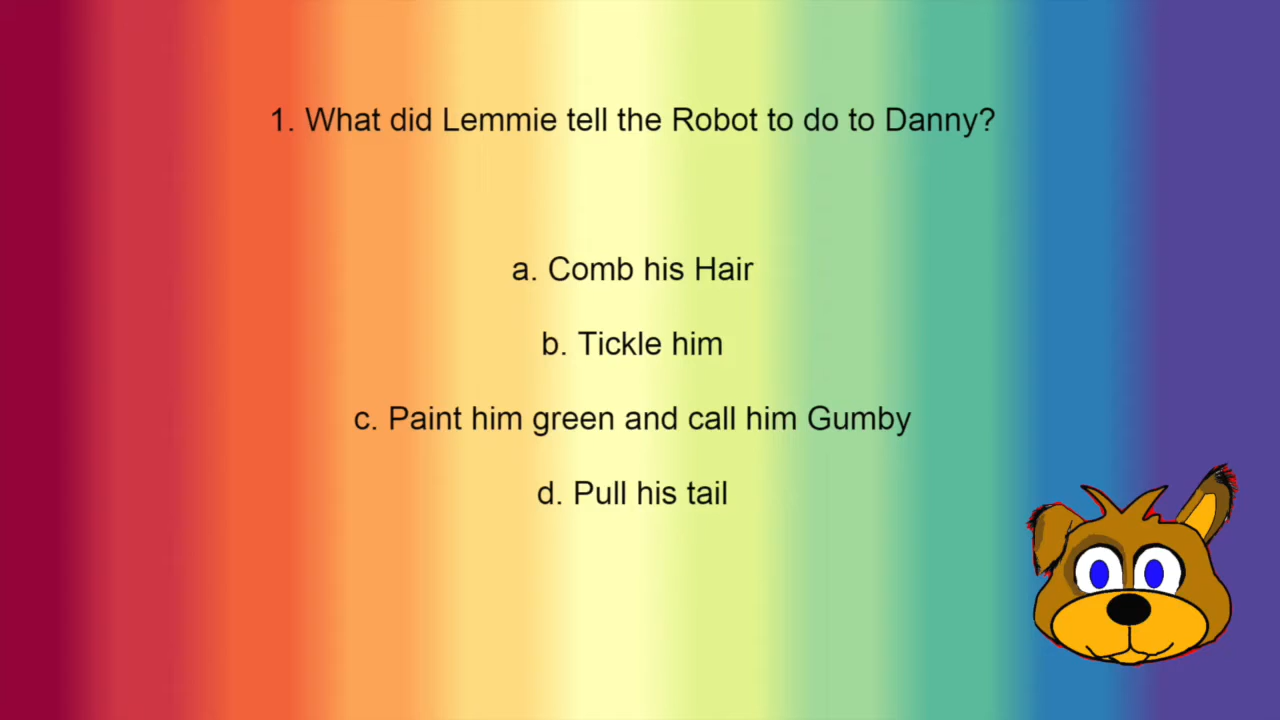 1. What did Lemmie tell the Robot to do to Danny?
a. Comb his Hair
b. Tickle him
c. Paint him green and call him Gumby
d. Pull his tail